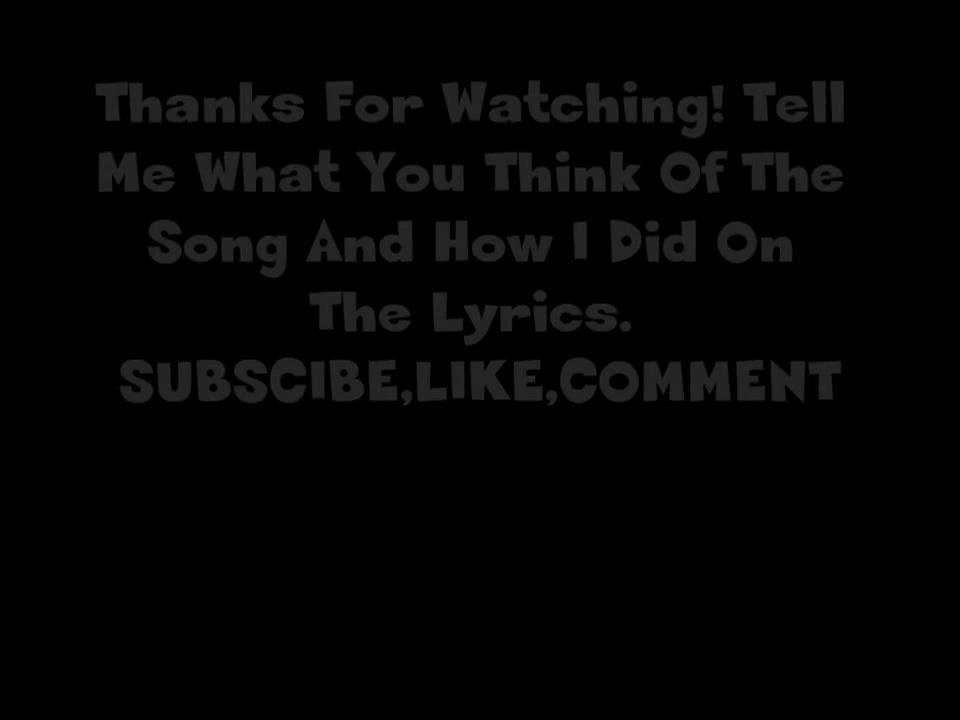 Thanks For Watching! Tell
Me What You Think Of The
Song And How I Did On
The Lyrics.
SUBSCIBE,LIKE,COMMENT